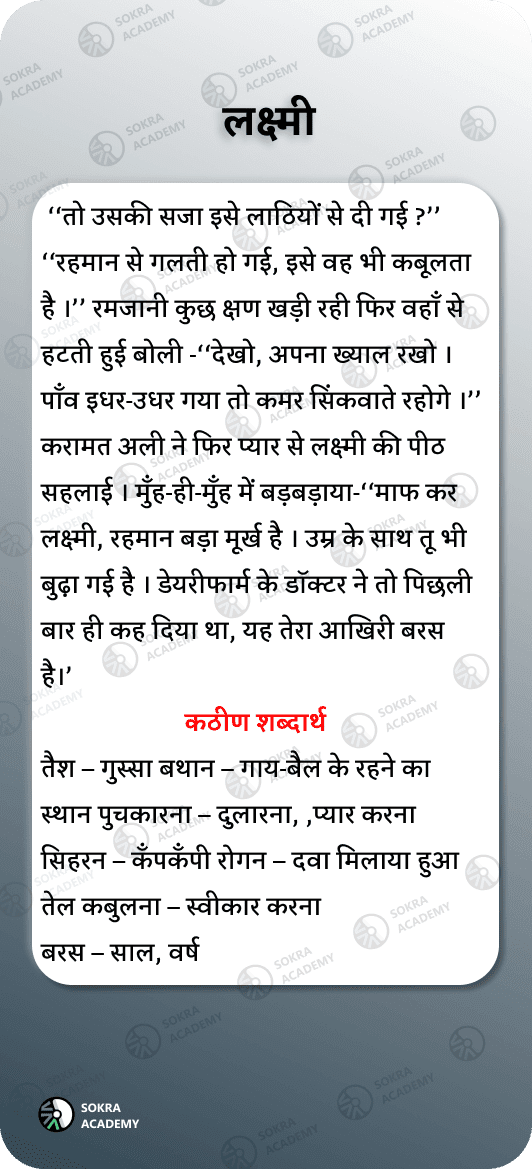 लक्ष्मी
‘‘तो उसकी सजा इसे लाठियों से दी गई ?’’
‘‘रहमान से गलती हो गई, इसे वह भी कबूलता
है ।’’ रमजानी कुछ क्षण खड़ी रही फिर वहाँ से
हटती हुई बोली -‘‘देखो, अपना ख्याल रखो ।
पाँव इधर-उधर गया तो कमर सिंकवाते रहोगे ।’’
करामत अली ने फिर प्यार से लक्ष्मी की पीठ
सहलाई । मुँह-ही-मुँह में बड़बड़ाया-‘‘माफ कर
लक्ष्मी, रहमान बड़ा मूर्ख है । उम्र के साथ तू भी
बुढ़ा गई है । डेयरीफार्म के डॉक्टर ने तो पिछली
बार ही कह दिया था, यह तेरा आखिरी बरस
है।’
कठीण शब्दार्थ
तैश – गुस्सा बथान – गाय-बैल के रहने का
स्थान पुचकारना – दुलारना, ,प्यार करना
सिहरन – कँपकँपी रोगन – दवा मिलाया हुआ
तेल कबुलना – स्वीकार करना
बरस – साल, वर्ष
SOKRA
ACADEMY